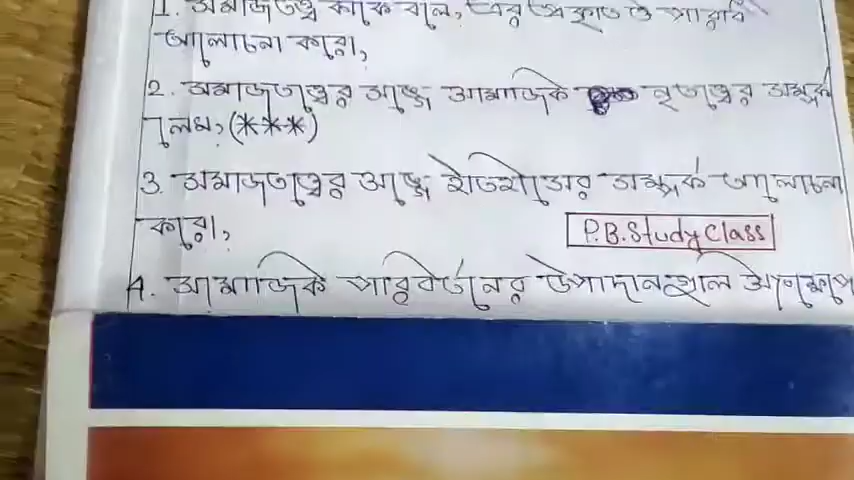 1. সমাজতত্ত্ব কাকে বলে, এর প্রকৃতি ও পরিধি
আলোচনা করো,
2. সমাজতত্ত্বের সঙ্গে সামাজিক নৃতত্ত্বের সম্পর্ক
লেখ, (***)
3. সমাজতত্ত্বের সঙ্গে ইতিহাসের সম্পর্ক আলোচনা
করো,
P.B.Study Class
4. সামাজিক পরিবর্তনের উপাদানগুলি সংক্ষেপে